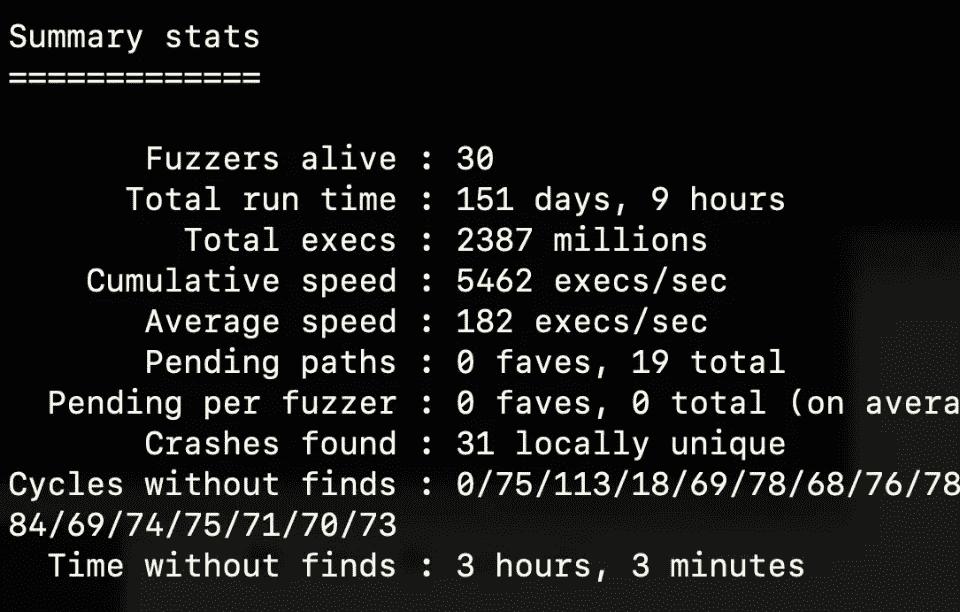 Summary stats
=============
Fuzzers alive : 30
Total run time : 151 days, 9 hours
Total execs : 2387 millions
Cumulative speed : 5462 execs/sec
Average speed : 182 execs/sec
Pending paths : 0 faves, 19 total
Pending per fuzzer : 0 faves, 0 total (on avera
Crashes found : 31 locally unique
Cycles without finds : 0/75/113/18/69/78/68/76/78
84/69/74/75/71/70/73
Time without finds : 3 hours, 3 minutes